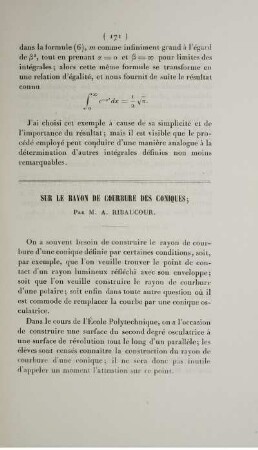 ( 171 )
dans la formule (6), m comme infiniment grand à l'égard
de β², tout en prenant α = 0 et β = ∞ pour limites des
intégrales; alors cette même formule se transforme en
une relation d'égalité, et nous fournit de suite le résultat
connu
∫₀^∞ e^{-x²} dx = 1/2 √π.
J'ai choisi cet exemple à cause de sa simplicité et de
l'importance du résultat; mais il est visible que le pro-
cédé employé peut conduire d'une manière analogue à la
détermination d'autres intégrales définies non moins
remarquables.
SUR LE RAYON DE COURBURE DES CONIQUES;
Par M. A. RIBAUCOUR.
On a souvent besoin de construire le rayon de cour-
bure d'une conique définie par certaines conditions, soit,
par exemple, que l'on veuille trouver le point de con-
tact d'un rayon lumineux réfléchi avec son enveloppe;
soit que l'on veuille construire le rayon de courbure
d'une polaire; soit enfin dans toute autre question où il
est commode de remplacer la courbe par une conique os-
culatrice.
Dans le cours de l'École Polytechnique, on a l'occasion
de construire une surface du second degré osculatrice à
une surface de révolution tout le long d'un parallèle; les
élèves sont censés connaître la construction du rayon de
courbure d'une conique; il ne sera donc pas inutile
d'appeler un moment l'attention sur ce point.